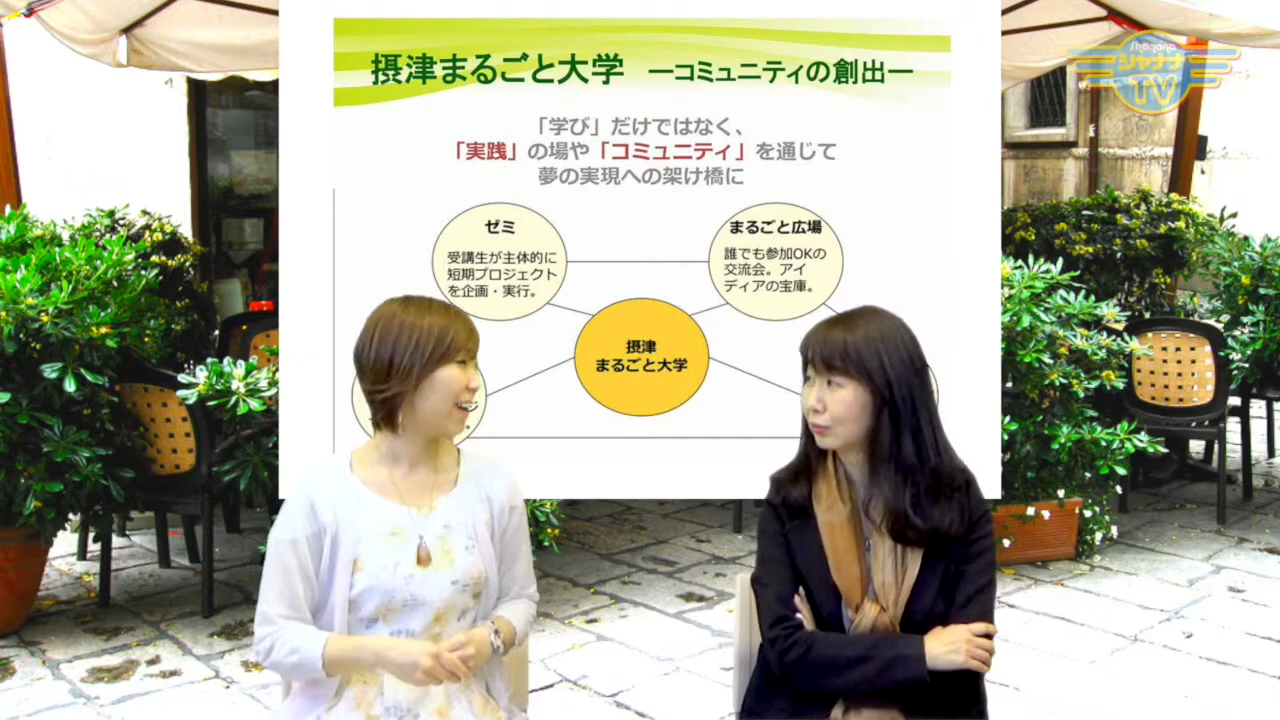 Shanana
シャナナ
TV
摂津まるごと大学 ーコミュニティの創出ー
「学び」だけではなく、
「実践」の場や「コミュニティ」を通じて
夢の実現への架け橋に
ゼミ
受講生が主体的に
短期プロジェクト
を企画・実行。
まるごと広場
誰でも参加OKの
交流会。アイ
ディアの宝庫。
摂津
まるごと大学